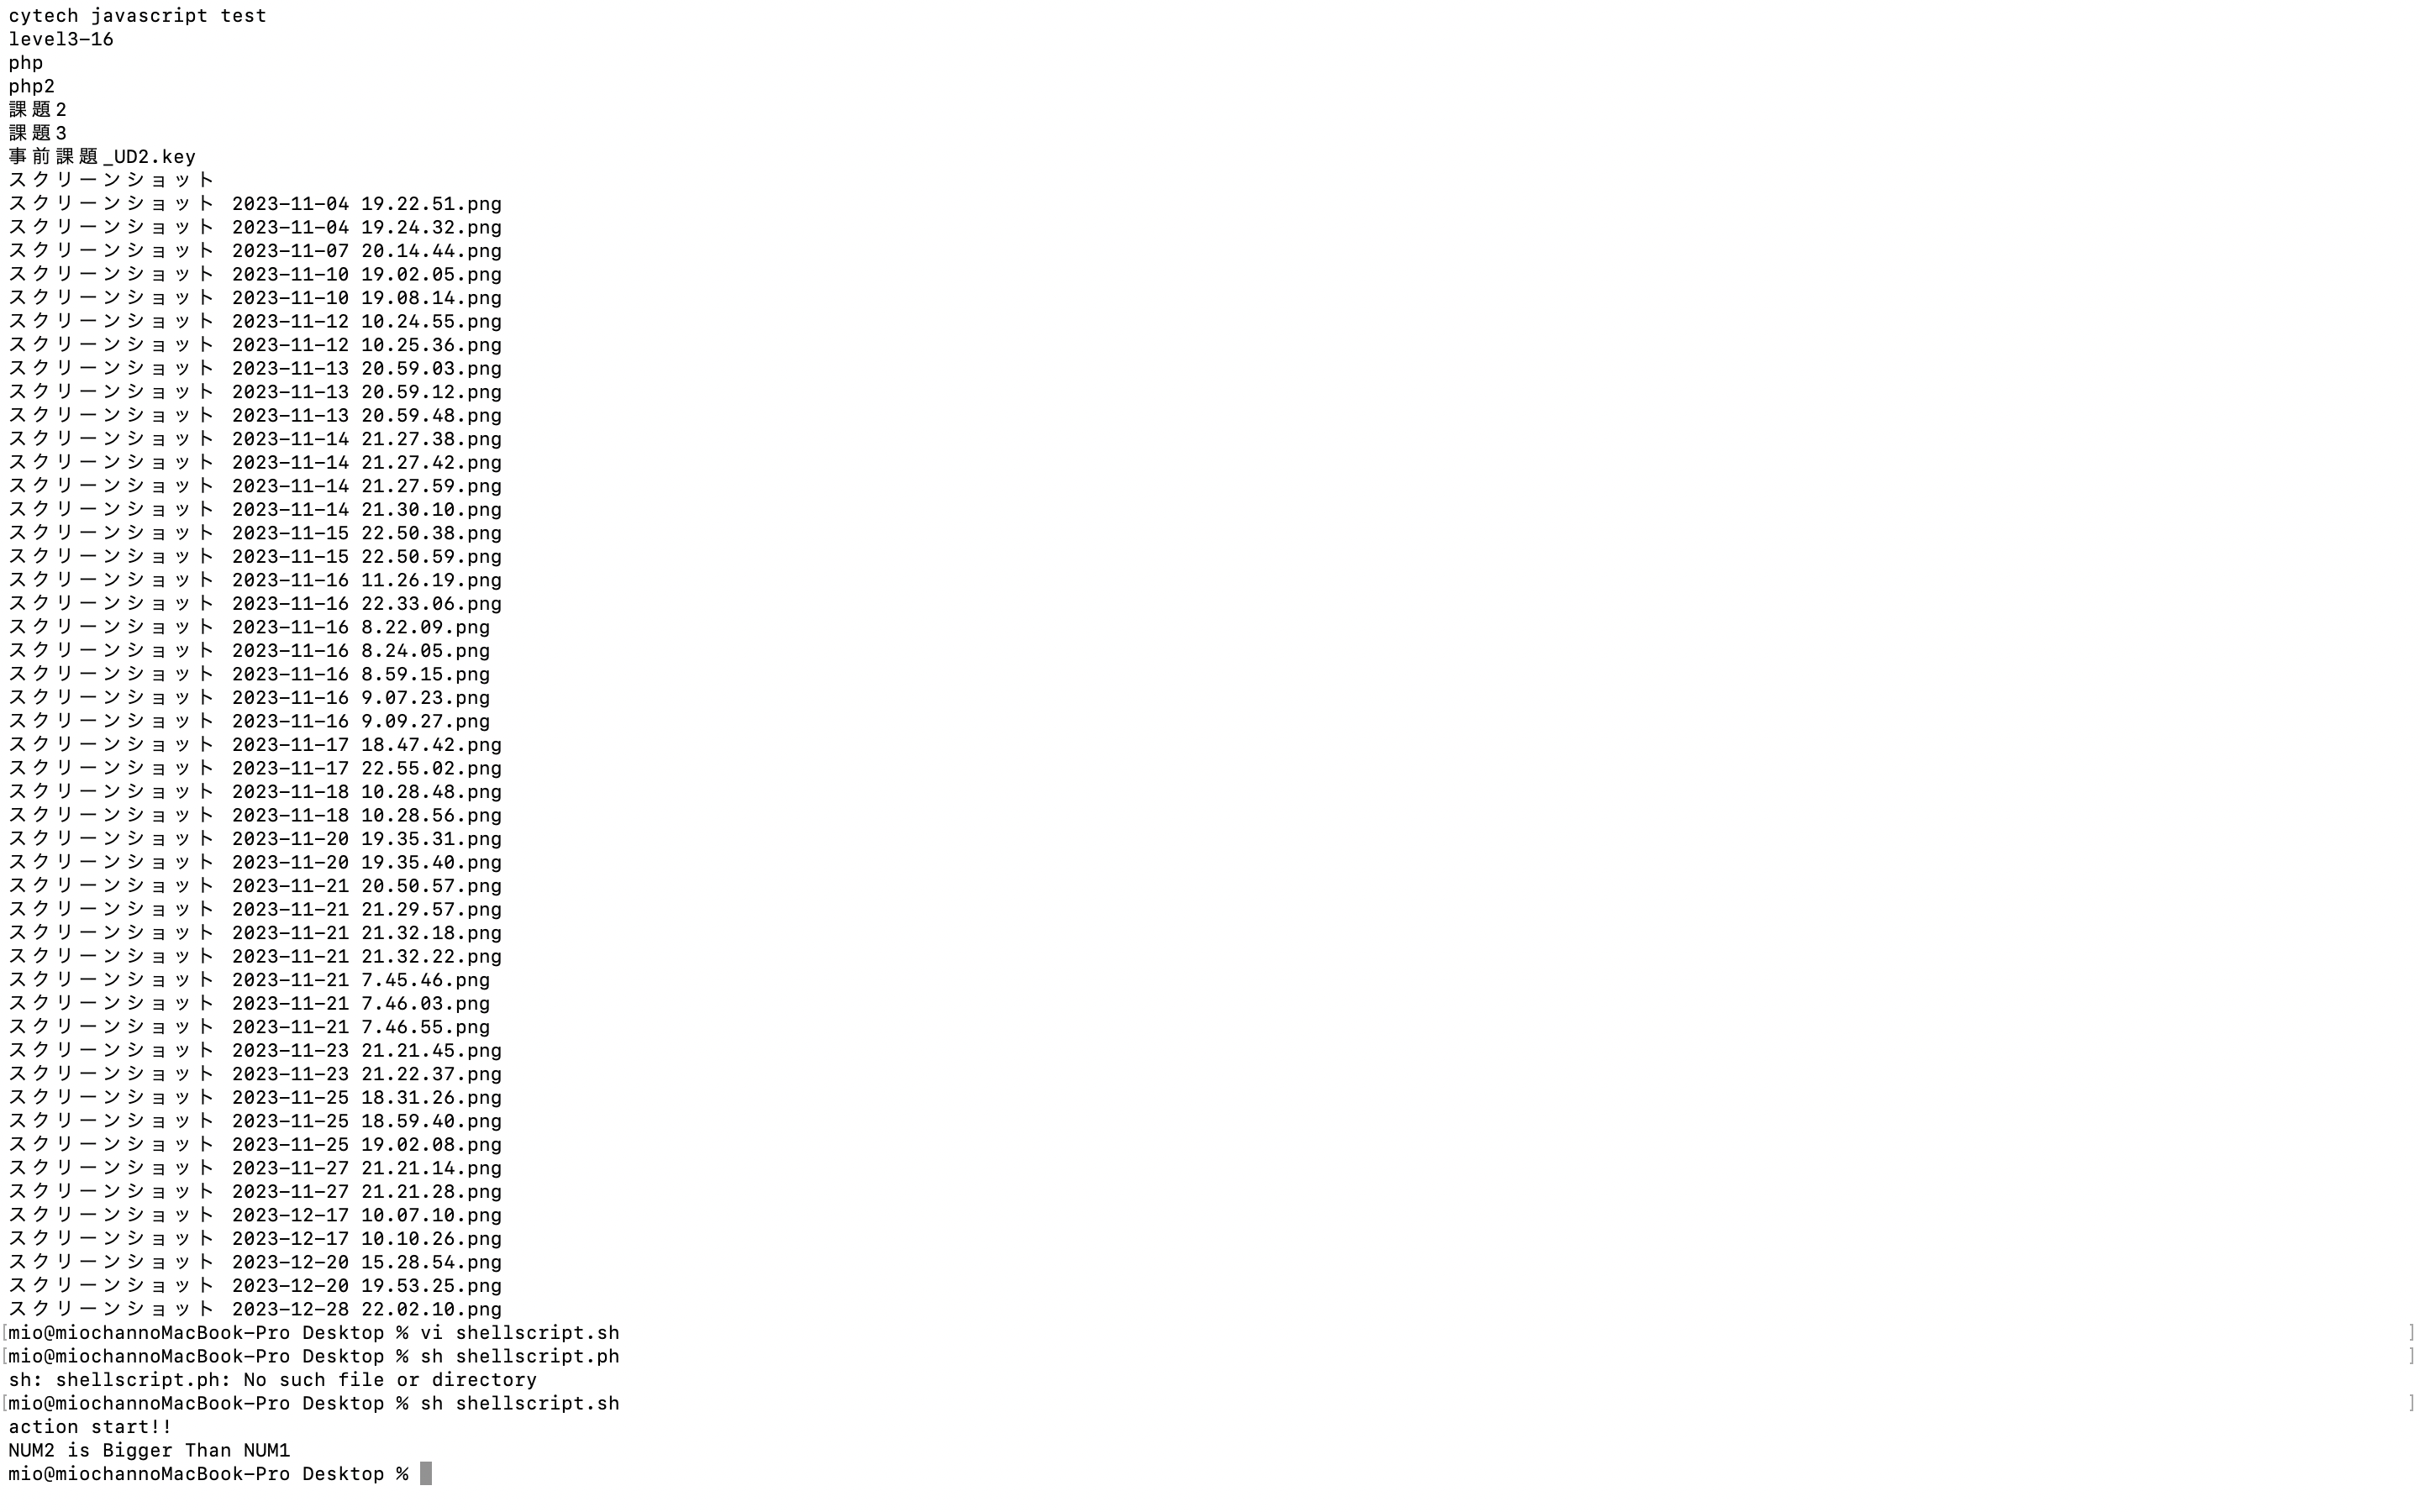 cytech javascript test
level3-16
php
php2
課題2
課題3
事前課題_UD2.key
スクリーンショット
スクリーンショット 2023-11-04 19.22.51.png
スクリーンショット 2023-11-04 19.24.32.png
スクリーンショット 2023-11-07 20.14.44.png
スクリーンショット 2023-11-10 19.02.05.png
スクリーンショット 2023-11-10 19.08.14.png
スクリーンショット 2023-11-12 10.24.55.png
スクリーンショット 2023-11-12 10.25.36.png
スクリーンショット 2023-11-13 20.59.03.png
スクリーンショット 2023-11-13 20.59.12.png
スクリーンショット 2023-11-13 20.59.48.png
スクリーンショット 2023-11-14 21.27.38.png
スクリーンショット 2023-11-14 21.27.42.png
スクリーンショット 2023-11-14 21.27.59.png
スクリーンショット 2023-11-14 21.30.10.png
スクリーンショット 2023-11-15 22.50.38.png
スクリーンショット 2023-11-15 22.50.59.png
スクリーンショット 2023-11-16 11.26.19.png
スクリーンショット 2023-11-16 22.33.06.png
スクリーンショット 2023-11-16 8.22.09.png
スクリーンショット 2023-11-16 8.24.05.png
スクリーンショット 2023-11-16 8.59.15.png
スクリーンショット 2023-11-16 9.07.23.png
スクリーンショット 2023-11-16 9.09.27.png
スクリーンショット 2023-11-17 18.47.42.png
スクリーンショット 2023-11-17 22.55.02.png
スクリーンショット 2023-11-18 10.28.48.png
スクリーンショット 2023-11-18 10.28.56.png
スクリーンショット 2023-11-20 19.35.31.png
スクリーンショット 2023-11-20 19.35.40.png
スクリーンショット 2023-11-21 20.50.57.png
スクリーンショット 2023-11-21 21.29.57.png
スクリーンショット 2023-11-21 21.32.18.png
スクリーンショット 2023-11-21 21.32.22.png
スクリーンショット 2023-11-21 7.45.46.png
スクリーンショット 2023-11-21 7.46.03.png
スクリーンショット 2023-11-21 7.46.55.png
スクリーンショット 2023-11-23 21.21.45.png
スクリーンショット 2023-11-23 21.22.37.png
スクリーンショット 2023-11-25 18.31.26.png
スクリーンショット 2023-11-25 18.59.40.png
スクリーンショット 2023-11-25 19.02.08.png
スクリーンショット 2023-11-27 21.21.14.png
スクリーンショット 2023-11-27 21.21.28.png
スクリーンショット 2023-12-17 10.07.10.png
スクリーンショット 2023-12-17 10.10.26.png
スクリーンショット 2023-12-20 15.28.54.png
スクリーンショット 2023-12-20 19.53.25.png
スクリーンショット 2023-12-28 22.02.10.png
[mio@miochannoMacBook-Pro Desktop % vi shellscript.sh ]
[mio@miochannoMacBook-Pro Desktop % sh shellscript.ph ]
sh: shellscript.ph: No such file or directory
[mio@miochannoMacBook-Pro Desktop % sh shellscript.sh ]
action start!!
NUM2 is Bigger Than NUM1
mio@miochannoMacBook-Pro Desktop %